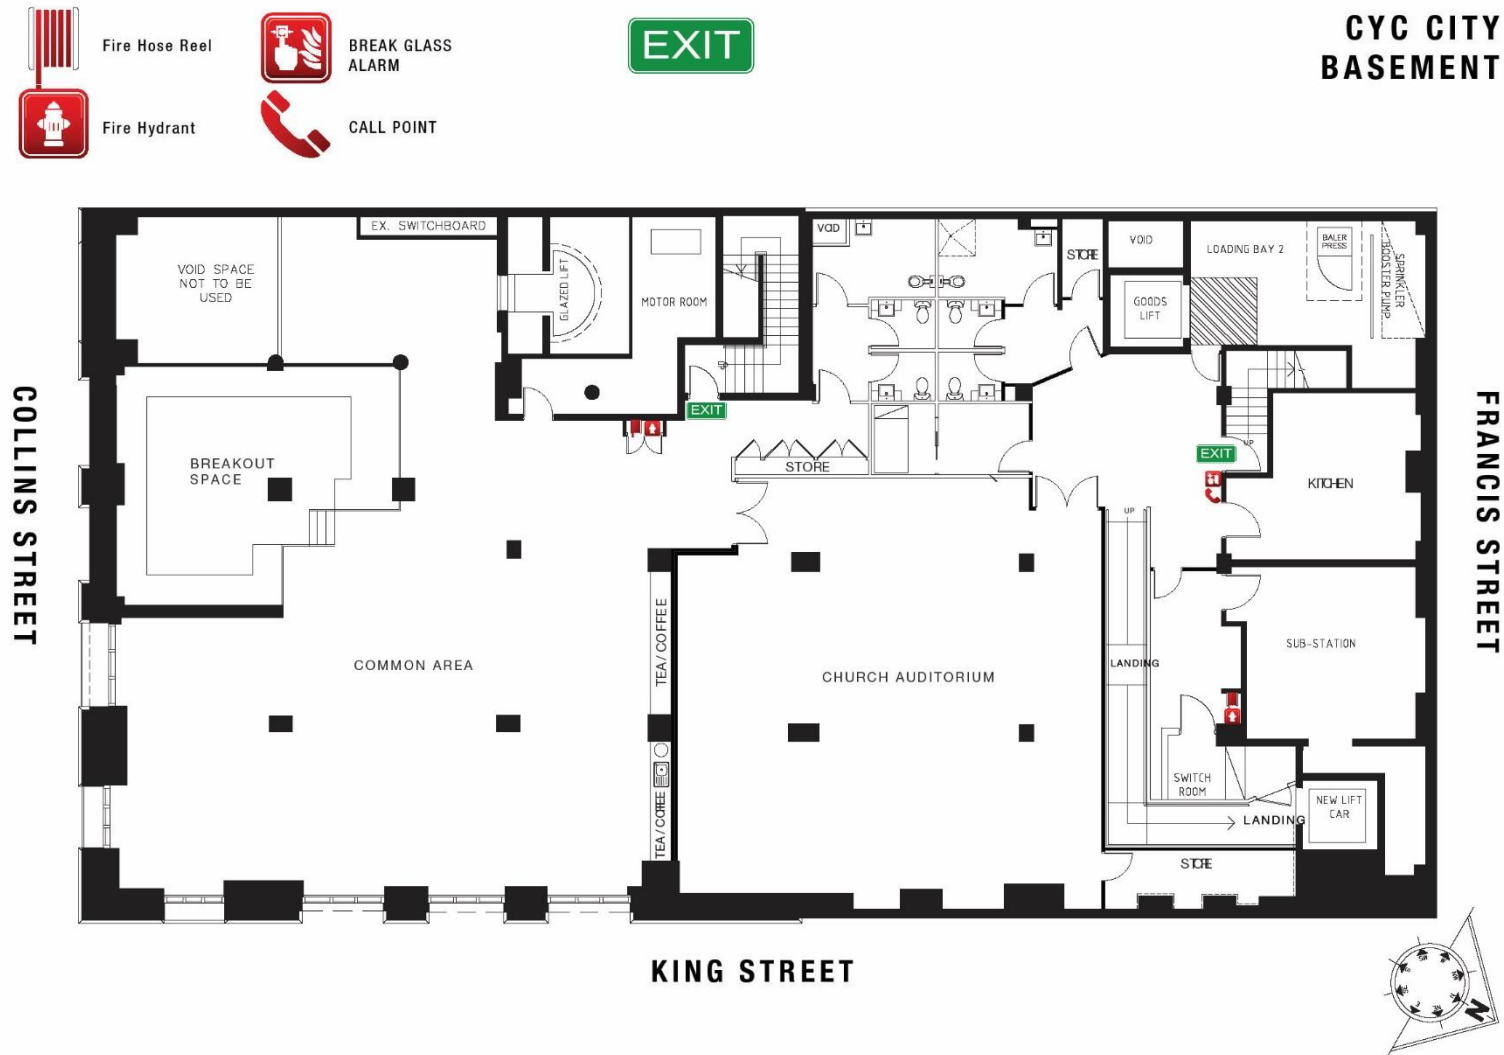 Fire Hose Reel
BREAK GLASS
ALARM
EXIT
CYC CITY
BASEMENT
Fire Hydrant
CALL POINT
EX. SWITCHBOARD
VOID SPACE
NOT TO BE
USED
GLAZED LIFT
MOTOR ROOM
VOID
STORE
VOID
LOADING BAY 2
BALER
PRESS
SPRINKLER
BOOSTER PUMP
GOODS
LIFT
COLLINS STREET
FRANCIS STREET
EXIT
UP
EXIT
BREAKOUT
SPACE
STORE
KITCHEN
UP
TEA/COFFEE
COMMON AREA
CHURCH AUDITORIUM
LANDING
SUB-STATION
SWITCH
ROOM
TEA/COFFEE
NEW LIFT
CAR
LANDING
STORE
KING STREET
N